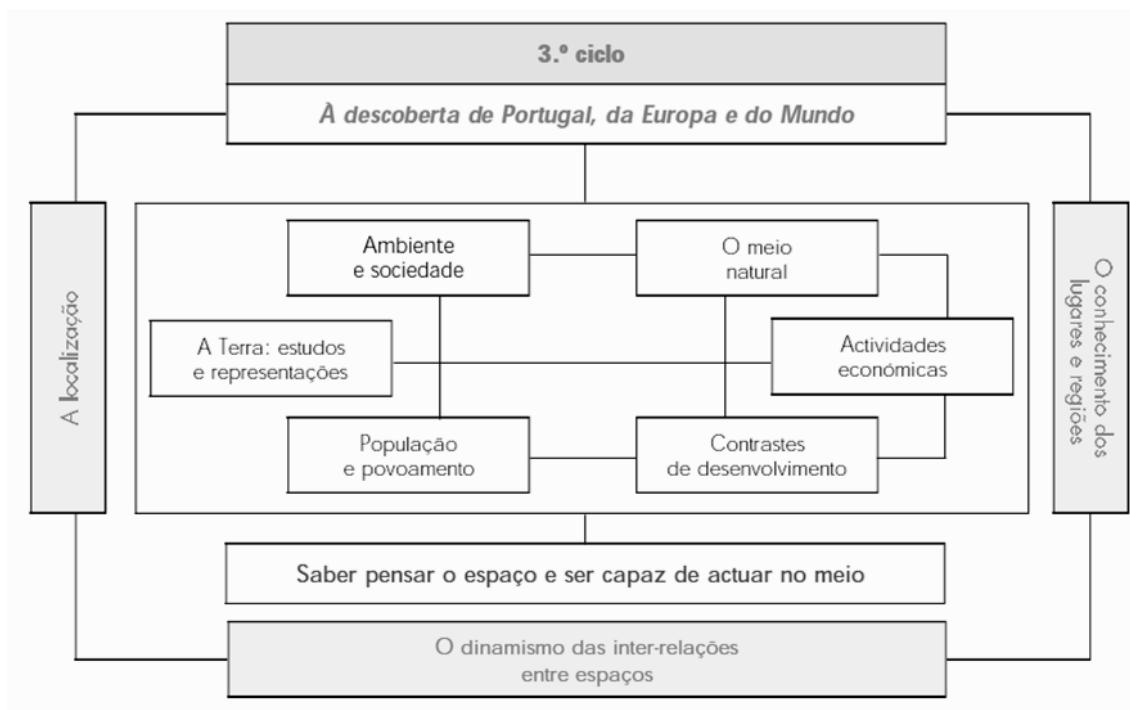 3.º ciclo
À descoberta de Portugal, da Europa e do Mundo
A localização
Ambiente
e sociedade
O meio
natural
A Terra: estudos
e representações
Actividades
económicas
População
e povoamento
Contrastes
de desenvolvimento
O conhecimento dos
lugares e regiões
Saber pensar o espaço e ser capaz de actuar no meio
O dinamismo das inter-relações
entre espaços